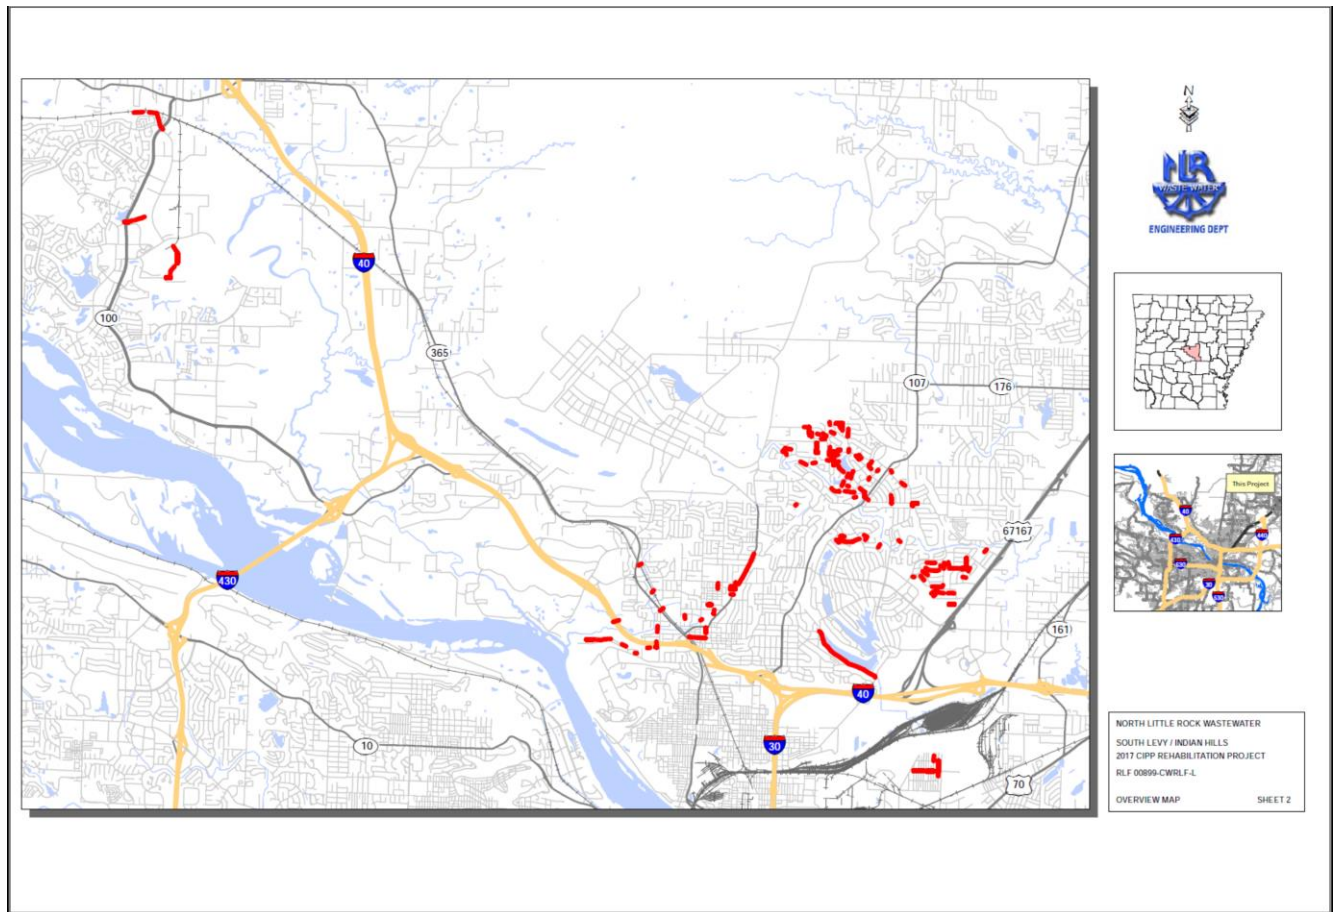 N
NLR
WASTE WATER
ENGINEERING DEPT
40
100
365
107
176
67167
430
161
40
10
30
70
This Project
40
430
440
630
30
530
NORTH LITTLE ROCK WASTEWATER
SOUTH LEVY / INDIAN HILLS
2017 CIPP REHABILITATION PROJECT
RLF 00899-CWRLF-L
OVERVIEW MAP SHEET 2